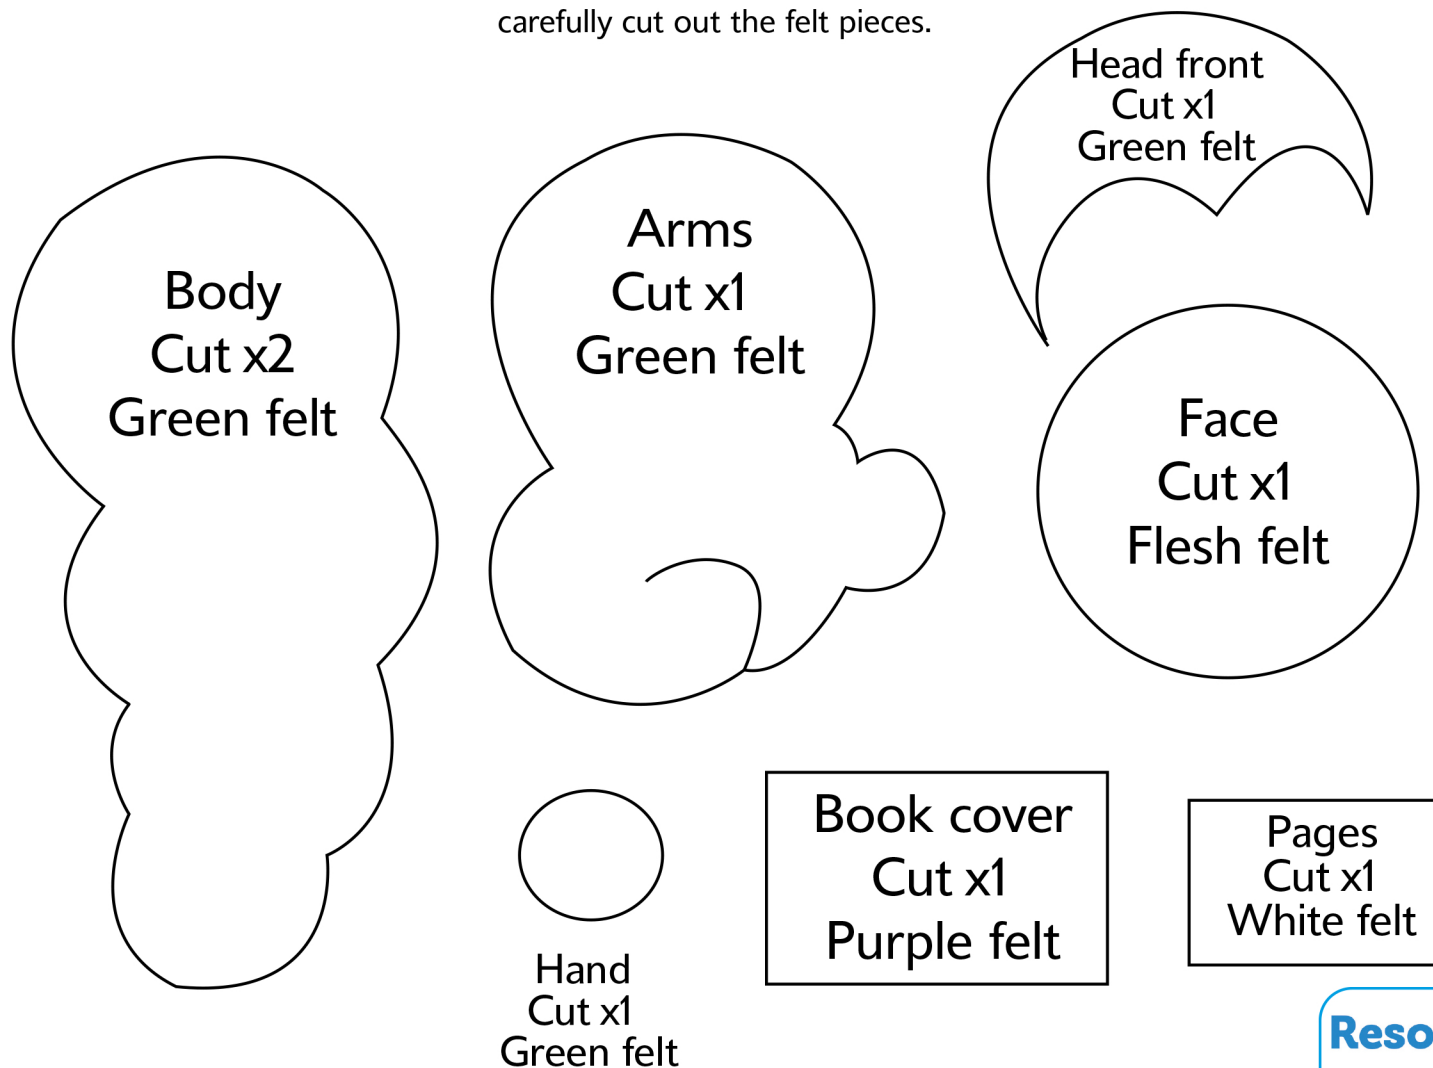 carefully cut out the felt pieces.
Head front
Cut x1
Green felt
Body
Cut x2
Green felt
Arms
Cut x1
Green felt
Face
Cut x1
Flesh felt
Hand
Cut x1
Green felt
Book cover
Cut x1
Purple felt
Pages
Cut x1
White felt
Reso